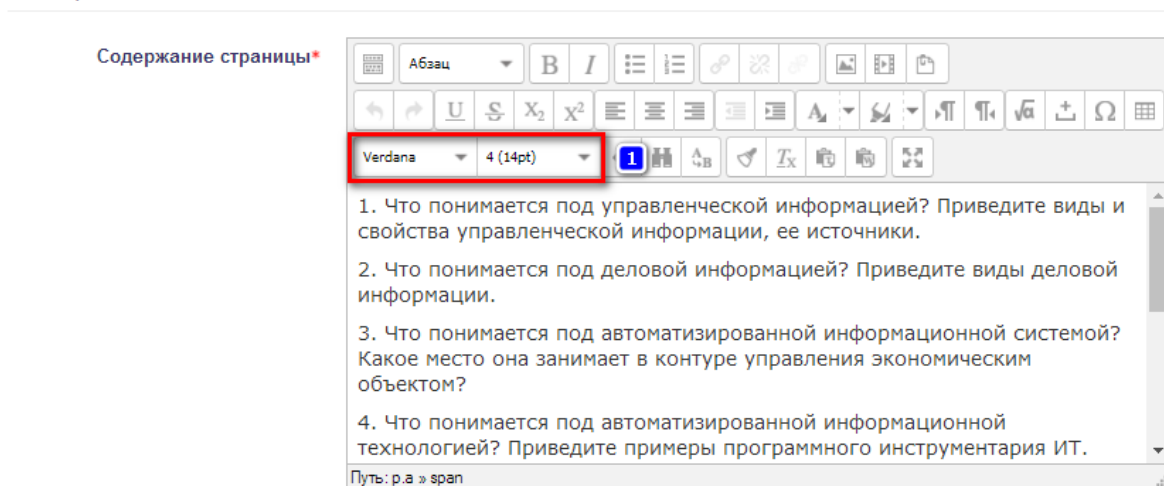 Содержание страницы*
Абзац B I
U S X2 X2 A ¶ ¶ √α Ω
Verdana 4 (14pt) 1 A B Tx
1. Что понимается под управленческой информацией? Приведите виды и
свойства управленческой информации, ее источники.
2. Что понимается под деловой информацией? Приведите виды деловой
информации.
3. Что понимается под автоматизированной информационной системой?
Какое место она занимает в контуре управления экономическим
объектом?
4. Что понимается под автоматизированной информационной
технологией? Приведите примеры программного инструментария ИТ.
Путь: p.a » span